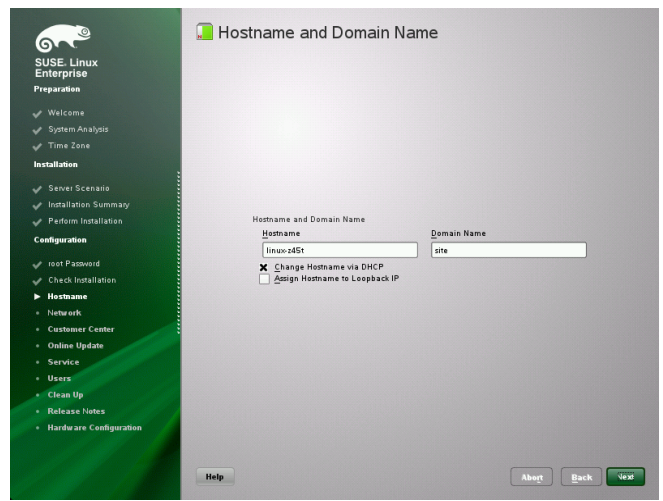 SUSE. Linux
Enterprise
Preparation
Welcome
System Analysis
Time Zone
Installation
Server Scenario
Installation Summary
Perform Installation
Configuration
root Password
Check Installation
Hostname
Network
Customer Center
Online Update
Service
Users
Clean Up
Release Notes
Hardware Configuration
Hostname and Domain Name
Hostname and Domain Name
Hostname
Domain Name
linux-z45t
site
Change Hostname via DHCP
Assign Hostname to Loopback IP
Help
Abort
Back
Next